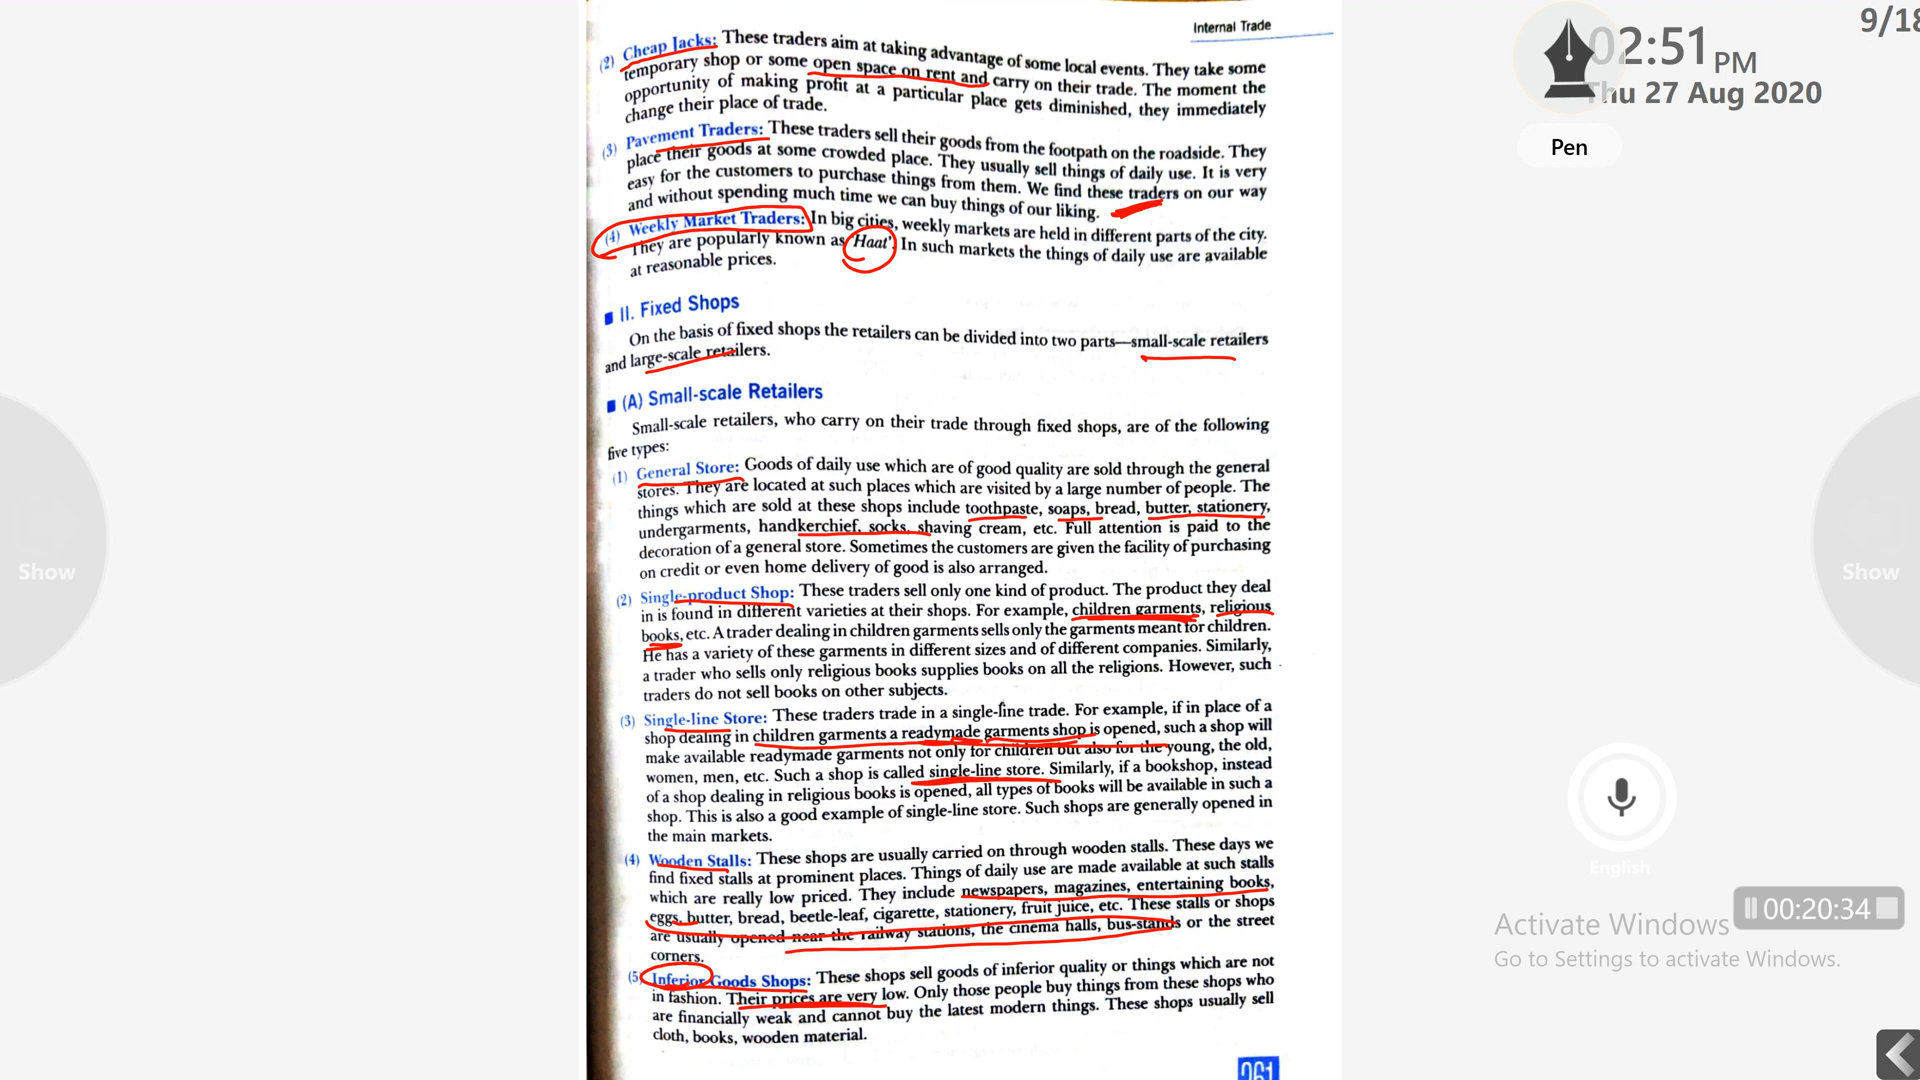 Internal Trade
(2) Cheap Jacks: These traders aim at taking advantage of some local events. They take some
temporary shop or some open space on rent and carry on their trade. The moment the
opportunity of making profit at a particular place gets diminished, they immediately
change their place of trade.
(3) Pavement Traders: These traders sell their goods from the footpath on the roadside. They
place their goods at some crowded place. They usually sell things of daily use. It is very
easy for the customers to purchase things from them. We find these traders on our way
and without spending much time we can buy things of our liking.
(4) Weekly Market Traders: In big cities, weekly markets are held in different parts of the city.
They are popularly known as 'Haat'. In such markets the things of daily use are available
at reasonable prices.
II. Fixed Shops
On the basis of fixed shops the retailers can be divided into two parts—small-scale retailers
and large-scale retailers.
(A) Small-scale Retailers
Small-scale retailers, who carry on their trade through fixed shops, are of the following
five types:
(1) General Store: Goods of daily use which are of good quality are sold through the general
stores. They are located at such places which are visited by a large number of people. The
things which are sold at these shops include toothpaste, soaps, bread, butter, stationery,
undergarments, handkerchief, socks, shaving cream, etc. Full attention is paid to the
decoration of a general store. Sometimes the customers are given the facility of purchasing
on credit or even home delivery of good is also arranged.
(2) Single-product Shop: These traders sell only one kind of product. The product they deal
in is found in different varieties at their shops. For example, children garments, religious
books, etc. A trader dealing in children garments sells only the garments meant for children.
He has a variety of these garments in different sizes and of different companies. Similarly,
a trader who sells only religious books supplies books on all the religions. However, such
traders do not sell books on other subjects.
(3) Single-line Store: These traders trade in a single-line trade. For example, if in place of a
shop dealing in children garments a readymade garments shop is opened, such a shop will
make available readymade garments not only for children but also for the young, the old,
women, men, etc. Such a shop is called single-line store. Similarly, if a bookshop, instead
of a shop dealing in religious books is opened, all types of books will be available in such a
shop. This is also a good example of single-line store. Such shops are generally opened in
the main markets.
(4) Wooden Stalls: These shops are usually carried on through wooden stalls. These days we
find fixed stalls at prominent places. Things of daily use are made available at such stalls
which are really low priced. They include newspapers, magazines, entertaining books,
eggs, butter, bread, beetle-leaf, cigarette, stationery, fruit juice, etc. These stalls or shops
are usually opened near the railway stations, the cinema halls, bus-stands or the street
corners.
(5) Inferior Goods Shops: These shops sell goods of inferior quality or things which are not
in fashion. Their prices are very low. Only those people buy things from these shops who
are financially weak and cannot buy the latest modern things. These shops usually sell
cloth, books, wooden material.
261
9/18
02:51 PM
Thu 27 Aug 2020
Pen
Show
Show
English
00:20:34
Activate Windows
Go to Settings to activate Windows.